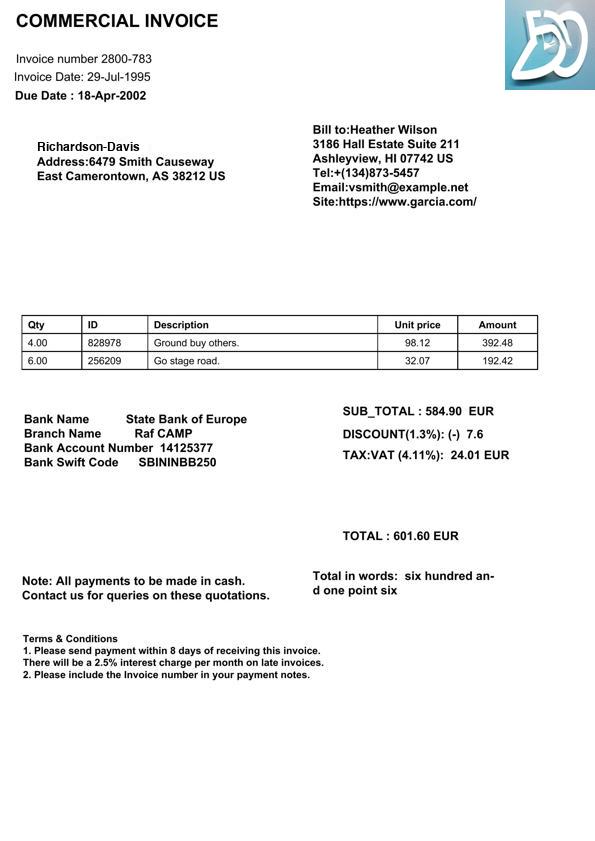 COMMERCIAL INVOICE
Invoice number 2800-783
Invoice Date: 29-Jul-1995
Due Date : 18-Apr-2002
Richardson-Davis
Address:6479 Smith Causeway
East Camerontown, AS 38212 US
Bill to:Heather Wilson
3186 Hall Estate Suite 211
Ashleyview, HI 07742 US
Tel:+(134)873-5457
Email:vsmith@example.net
Site:https://www.garcia.com/
Qty ID Description Unit price Amount
4.00 828978 Ground buy others. 98.12 392.48
6.00 256209 Go stage road. 32.07 192.42
Bank Name State Bank of Europe
Branch Name Raf CAMP
Bank Account Number 14125377
Bank Swift Code SBININBB250
SUB_TOTAL : 584.90 EUR
DISCOUNT(1.3%): (-) 7.6
TAX:VAT (4.11%): 24.01 EUR
TOTAL : 601.60 EUR
Total in words: six hundred an-
d one point six
Note: All payments to be made in cash.
Contact us for queries on these quotations.
Terms & Conditions
1. Please send payment within 8 days of receiving this invoice.
There will be a 2.5% interest charge per month on late invoices.
2. Please include the Invoice number in your payment notes.